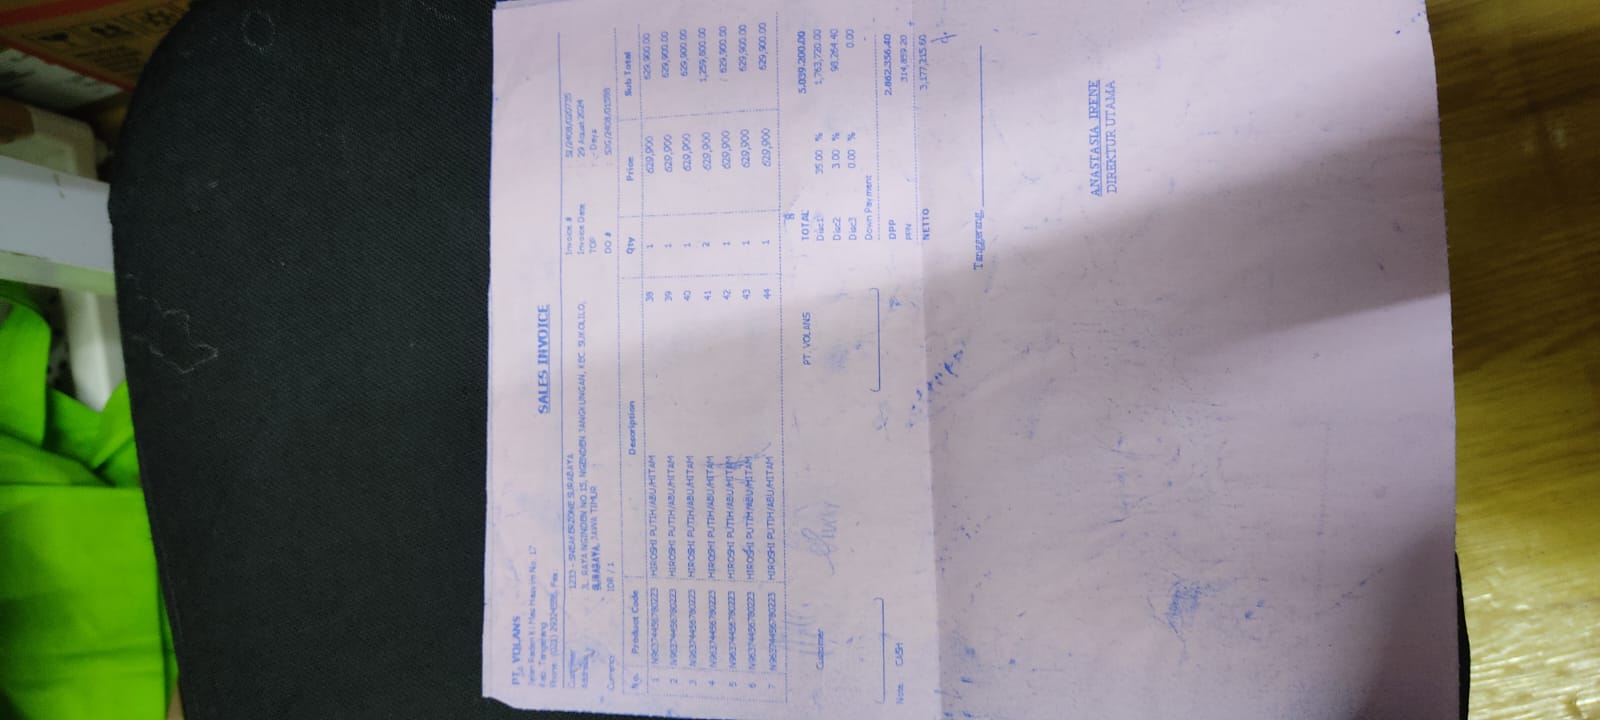 PT. VOLANS
Jalan Raden Ki Mas Hasyim No. 17
Kab. Tangerang
Phone: (021) 29324556, Fax :
SALES INVOICE
Customer 1233 - SNEAKERZONE SURABAYA
Address JL. RAYA NGINDEN NO 15, NGENDEN JANGKUNGAN, KEC. SUKOLILO,
SURABAYA, JAWA TIMUR
Currency IDR / 1
Invoice # SI/2408/020735
Invoice Date 29 Agust 2024
TOP : - Days
DO # : SJG/2408/01588
No. Product Code Description Qty Price Sub Total
1 N96374456780223 HIROSHI PUTIH/ABU/HITAM 38 1 629,900 629,900.00
2 N96374456780223 HIROSHI PUTIH/ABU/HITAM 39 1 629,900 629,900.00
3 N96374456780223 HIROSHI PUTIH/ABU/HITAM 40 1 629,900 629,900.00
4 N96374456780223 HIROSHI PUTIH/ABU/HITAM 41 2 629,900 1,259,800.00
5 N96374456780223 HIROSHI PUTIH/ABU/HITAM 42 1 629,900 629,900.00
6 N96374456780223 HIROSHI PUTIH/ABU/HITAM 43 1 629,900 629,900.00
7 N96374456780223 HIROSHI PUTIH/ABU/HITAM 44 1 629,900 629,900.00
8
Customer
PT. VOLANS
TOTAL 5.039.200.00
Disc1 35.00 % 1,763,720.00
Disc2 3.00 % 98.264.40
Disc3 0.00 % 0.00
Down Payment -
DPP 2.862.356.40
PPN 314,859.20
NETTO 3,177,215.60
Note: CASH
Tanggerang,
ANASTASIA IRENE
DIREKTUR UTAMA